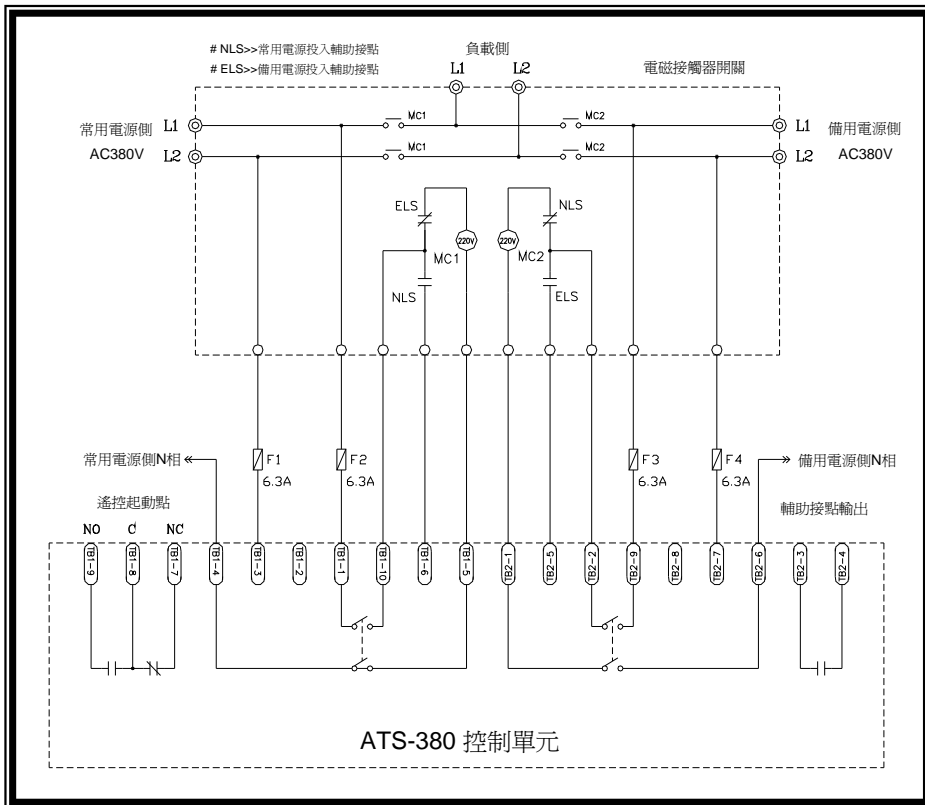 # NLS>>常用電源投入輔助接點
# ELS>>備用電源投入輔助接點
負載側
L1 L2
電磁接觸器開關
常用電源側
AC380V
L1
L2
MC1
MC2
MC1
MC2
L1
L2
備用電源側
AC380V
ELS
220V
MC1
NLS
220V
NLS
MC2
ELS
常用電源側N相
F1
6.3A
F2
6.3A
F3
6.3A
F4
6.3A
備用電源側N相
遙控起動點
NO C NC
輔助接點輸出
TB1-9
TB1-8
TB1-7
TB1-4
TB1-3
TB1-2
TB1-1
TB1-10
TB1-6
TB1-5
TB2-1
TB2-5
TB2-2
TB2-9
TB2-8
TB2-7
TB2-6
TB2-3
TB2-4
ATS-380 控制單元